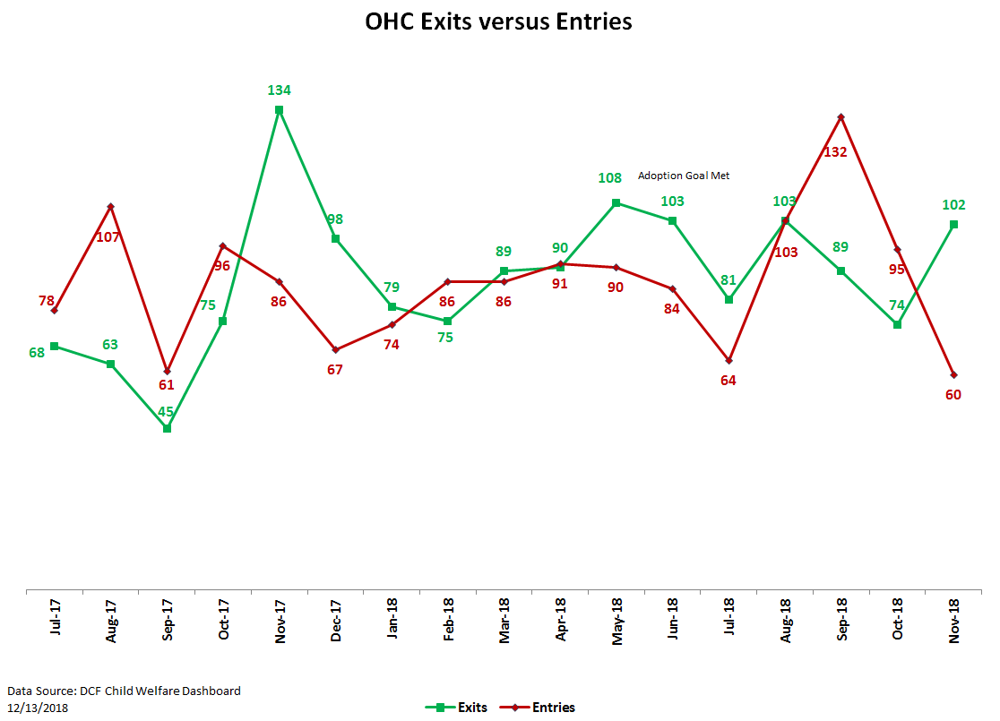 OHC Exits versus Entries
134
132
108
Adoption Goal Met
103
103
102
107
98
96
78
75
86
79
86
89
86
90
91
90
84
81
103
89
95
74
68
63
61
45
67
74
75
64
60
Jul-17
Aug-17
Sep-17
Oct-17
Nov-17
Dec-17
Jan-18
Feb-18
Mar-18
Apr-18
May-18
Jun-18
Jul-18
Aug-18
Sep-18
Oct-18
Nov-18
Data Source: DCF Child Welfare Dashboard
12/13/2018
Exits
Entries